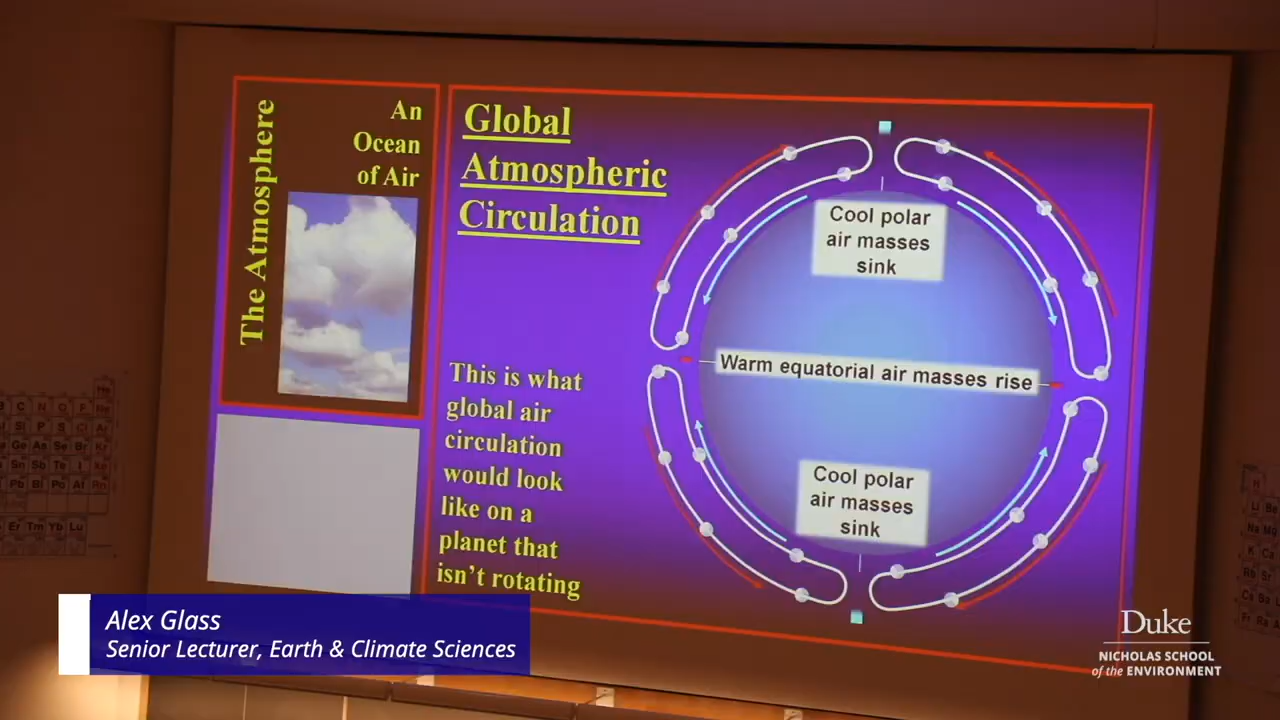 The Atmosphere
An
Ocean
of Air
Global
Atmospheric
Circulation
This is what
global air
circulation
would look
like on a
planet that
isn't rotating
Cool polar
air masses
sink
Warm equatorial air masses rise
Cool polar
air masses
sink
Alex Glass
Senior Lecturer, Earth & Climate Sciences
Duke
NICHOLAS SCHOOL
of the ENVIRONMENT